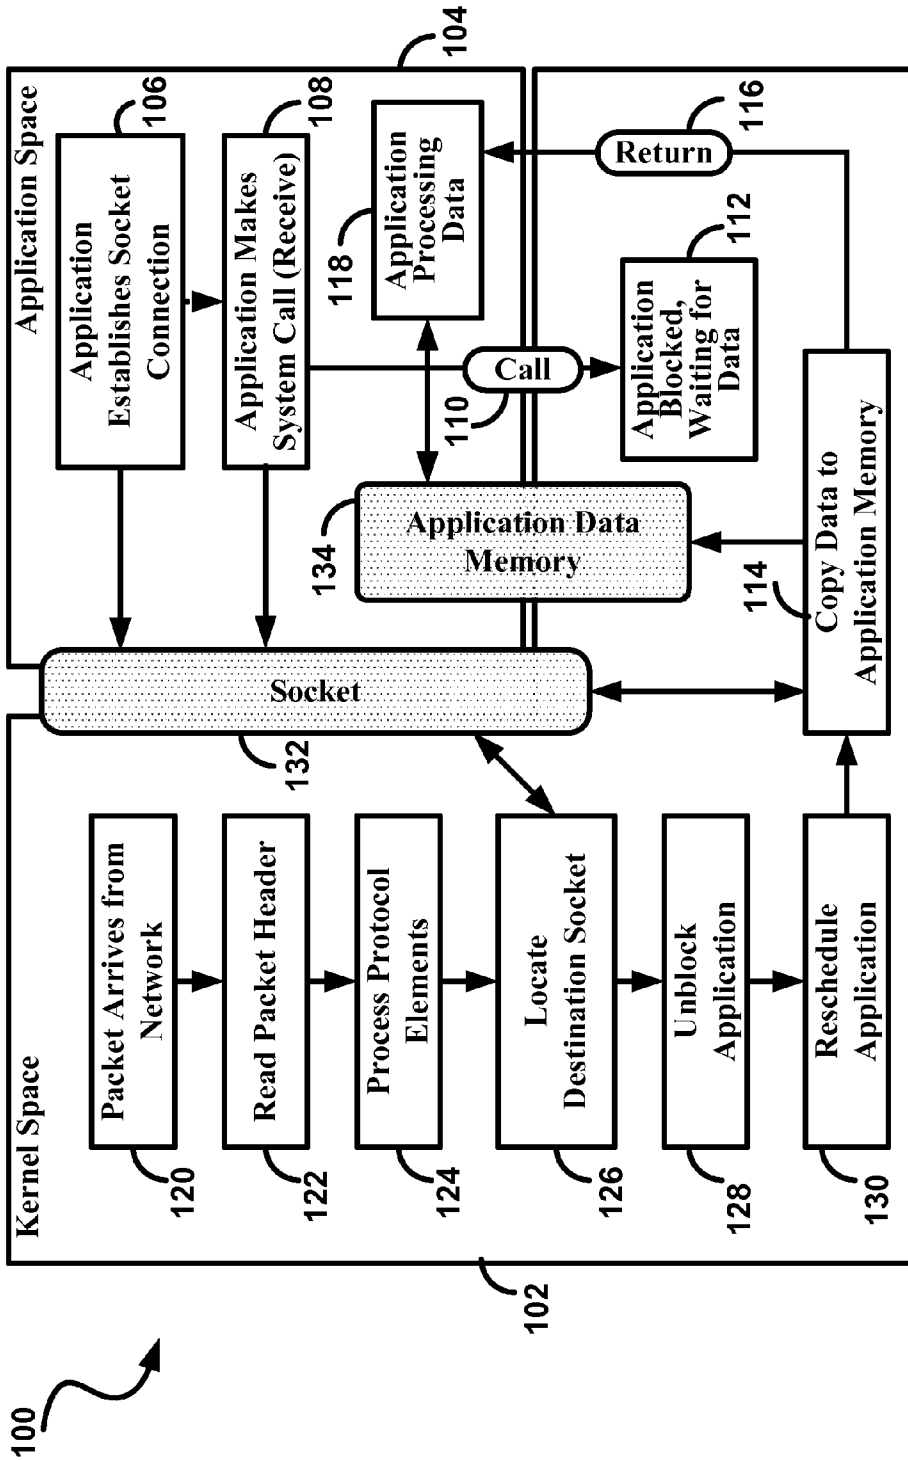 100
102
Kernel Space
Packet Arrives from
Network
120
Read Packet Header
122
Process Protocol
Elements
124
Locate
Destination Socket
126
Unblock
Application
128
Reschedule
Application
130
Socket
132
Application Space
104
Application
Establishes Socket
Connection
106
Application Makes
System Call (Receive)
108
Application
Processing
Data
118
Call
110
Return
116
Application
Blocked,
Waiting for
Data
112
Application Data
Memory
134
Copy Data to
Application Memory
114